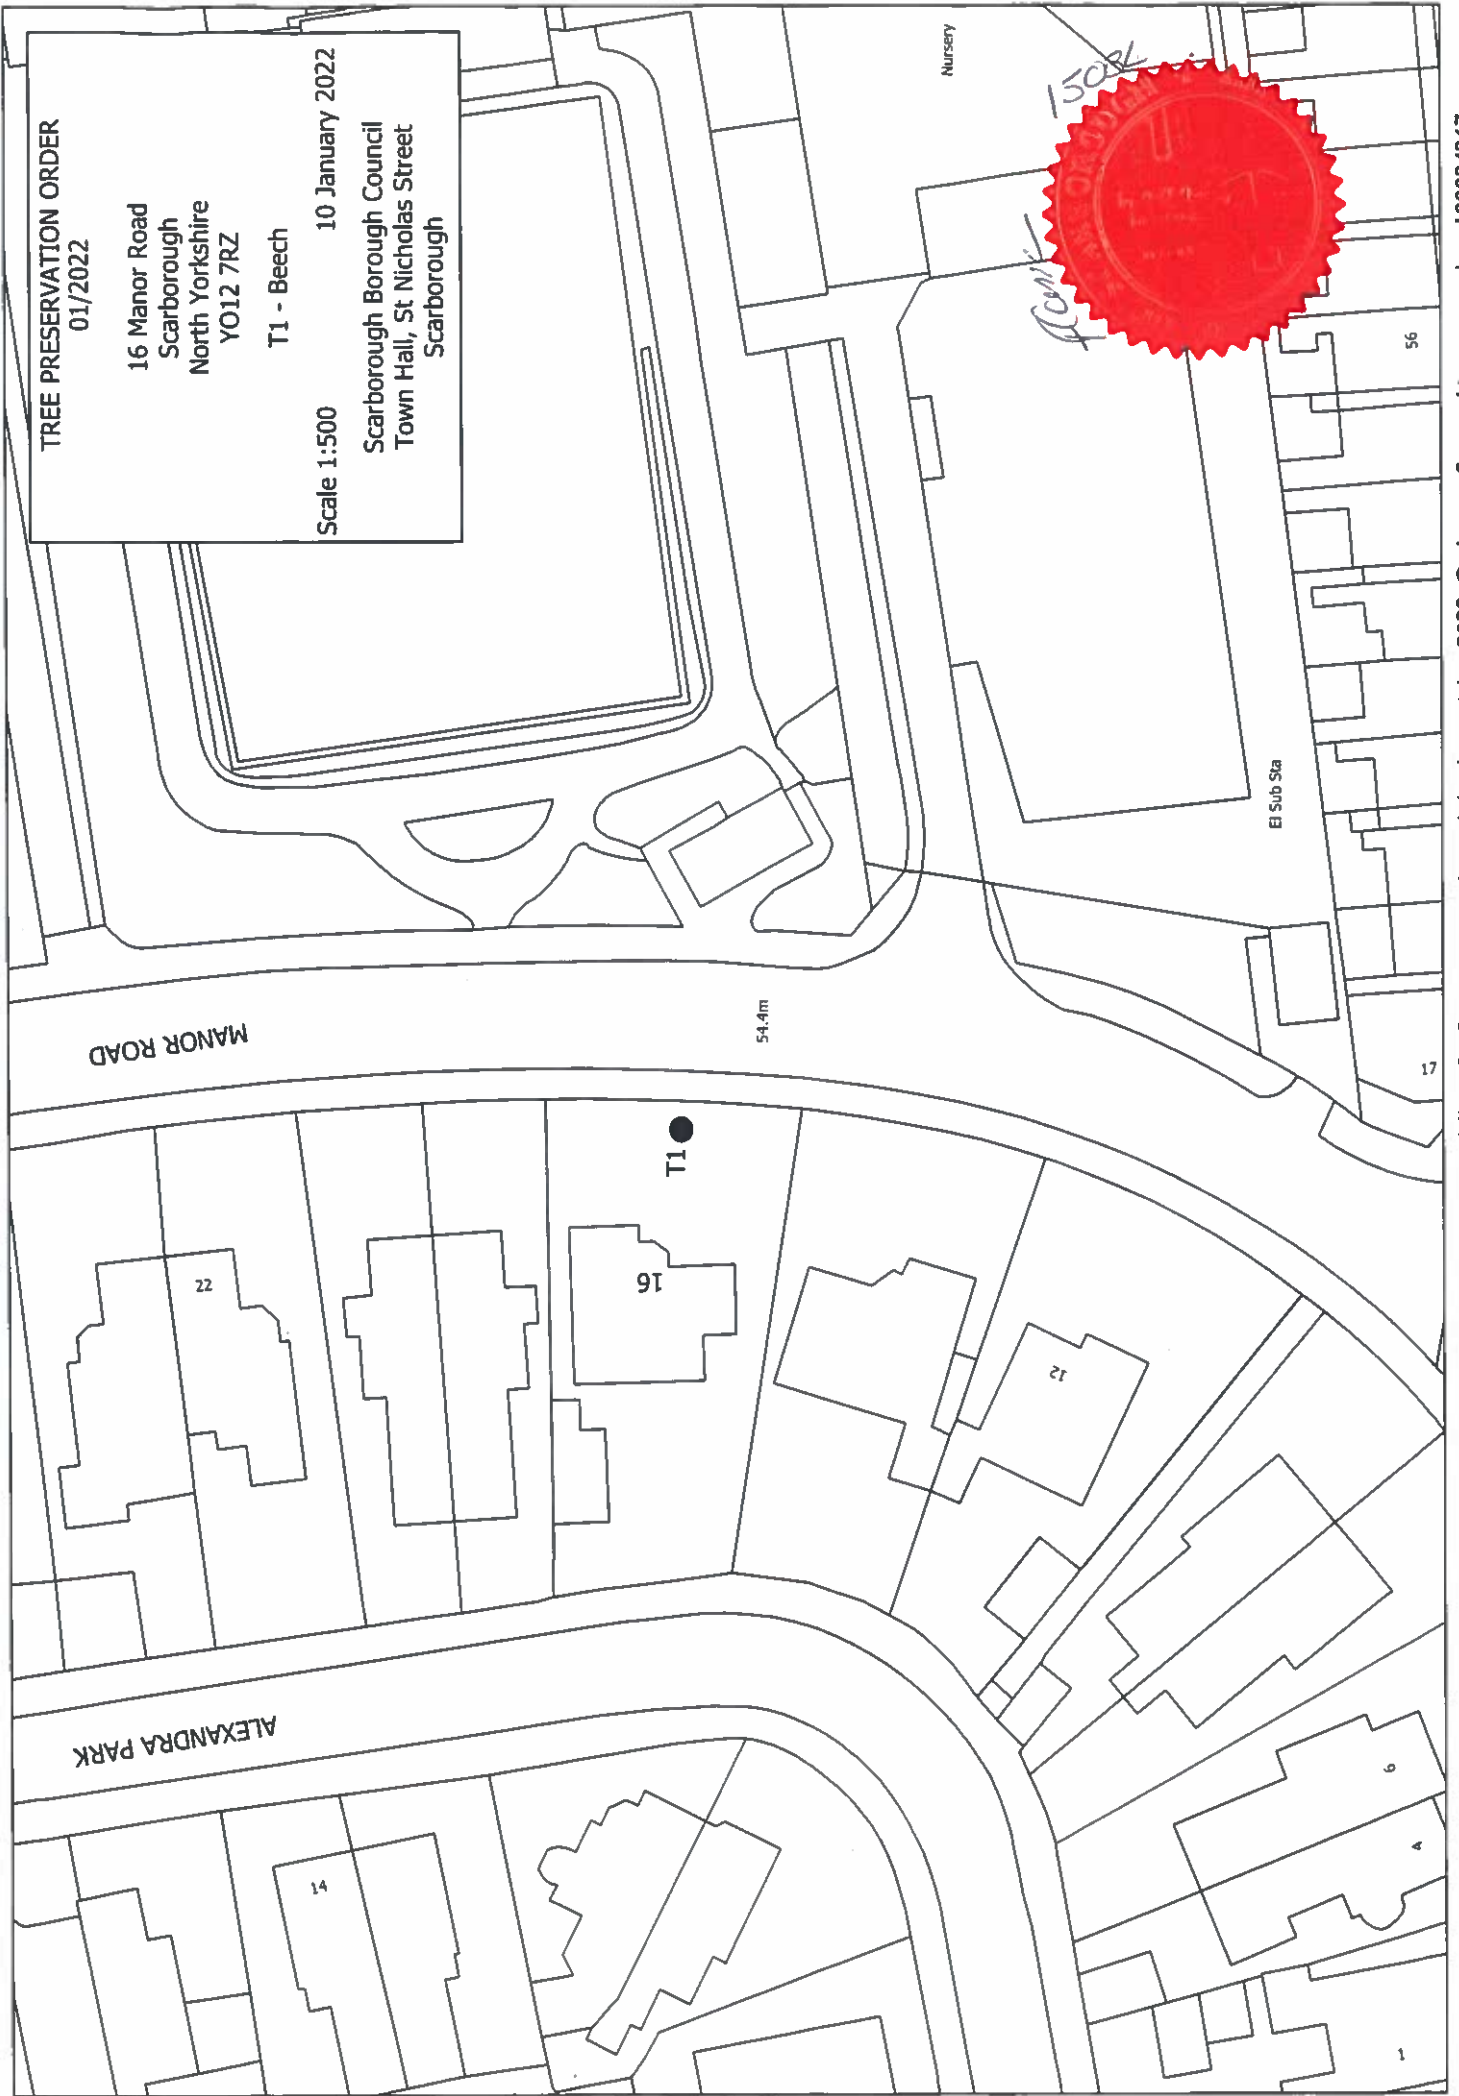 TREE PRESERVATION ORDER
01/2022
16 Manor Road
Scarborough
North Yorkshire
YO12 7RZ
T1 - Beech
Scale 1:500
10 January 2022
Scarborough Borough Council
Town Hall, St Nicholas Street
Scarborough
Nursery
MANOR ROAD
54.4m
El Sub Sta
56
17
T1
22
16
12
ALEXANDRA PARK
14
6
4
1